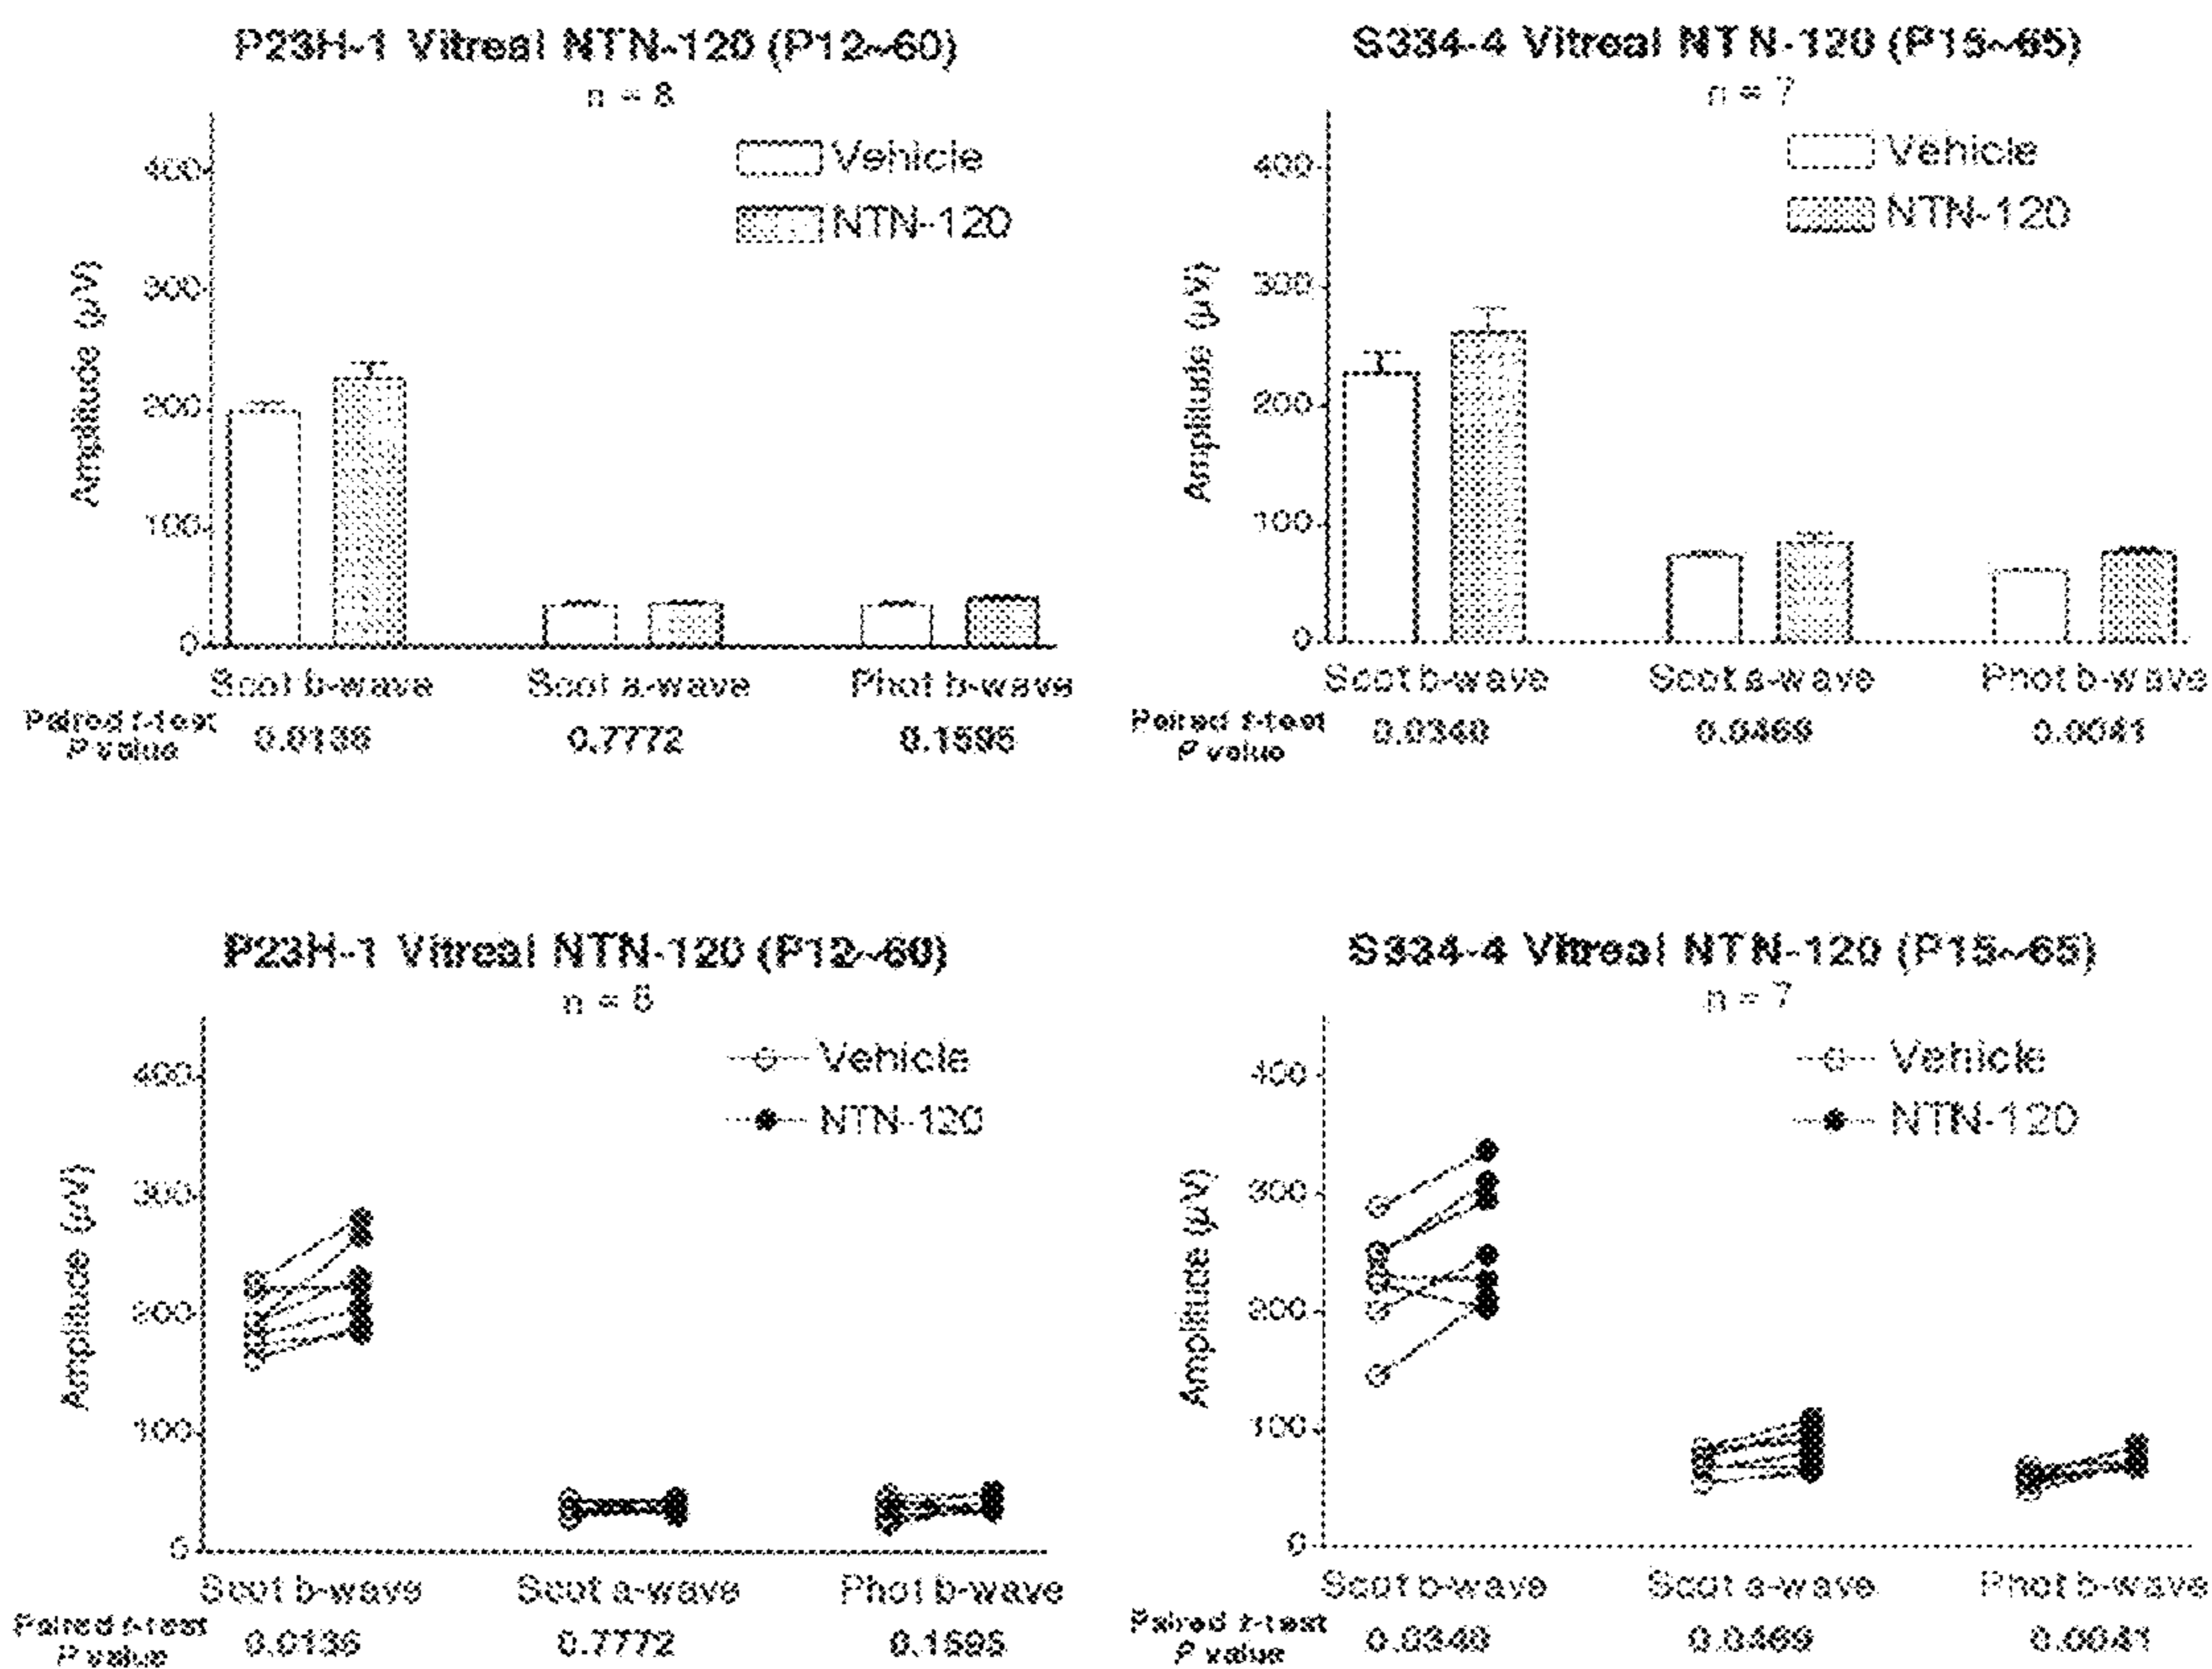 P23H-1 Vitreal NTN-120 (P12~60)
n = 8
Vehicle
NTN-120
400
300
200
100
0
Amplitude (µV)
Scot b-wave Scot a-wave Phot b-wave
Paired t-test
P value
0.0136 0.7772 0.1595
S334-4 Vitreal NTN-120 (P15~65)
n = 7
Vehicle
NTN-120
400
300
200
100
0
Amplitude (µV)
Scot b-wave Scot a-wave Phot b-wave
Paired t-test
P value
0.0348 0.0469 0.0041
P23H-1 Vitreal NTN-120 (P12~60)
n = 8
Vehicle
NTN-120
400
300
200
100
0
Amplitude (µV)
Scot b-wave Scot a-wave Phot b-wave
Paired t-test
P value
0.0136 0.7772 0.1595
S334-4 Vitreal NTN-120 (P15~65)
n = 7
Vehicle
NTN-120
400
300
200
100
0
Amplitude (µV)
Scot b-wave Scot a-wave Phot b-wave
Paired t-test
P value
0.0348 0.0469 0.0041